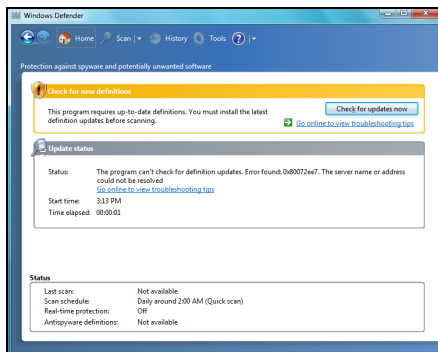 Windows Defender
Home Scan | History Tools |
Protection against spyware and potentially unwanted software
Check for new definitions
This program requires up-to-date definitions. You must install the latest
definition updates before scanning.
Check for updates now
Go online to view troubleshooting tips
Update status
Status: The program can't check for definition updates. Error found: 0x80072ee7. The server name or address
could not be resolved
Go online to view troubleshooting tips
Start time: 3:13 PM
Time elapsed: 00:00:01
Status
Last scan: Not available
Scan schedule: Daily around 2:00 AM (Quick scan)
Real-time protection: Off
Antispyware definitions: Not available